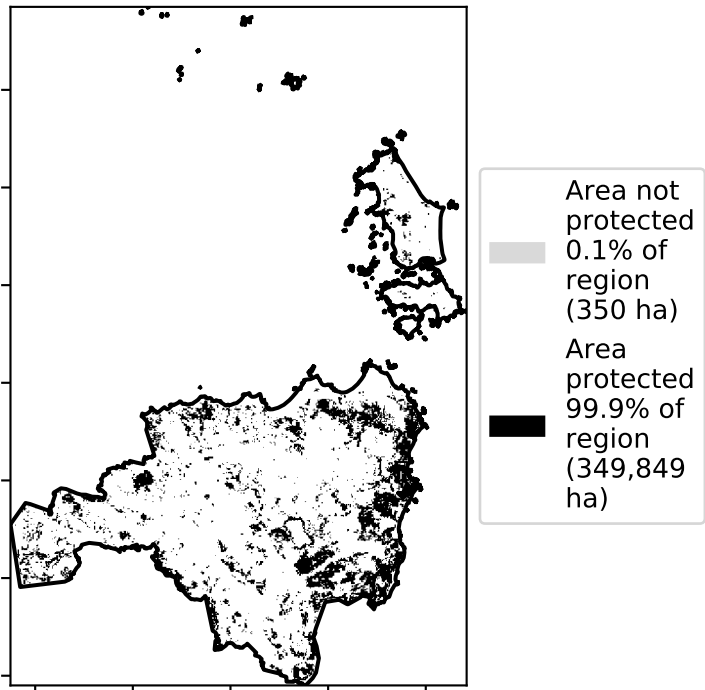 Area not
protected
0.1% of
region
(350 ha)
Area
protected
99.9% of
region
(349,849
ha)